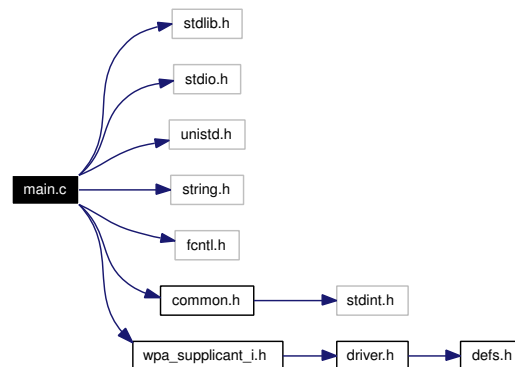 stdlib.h
stdio.h
unistd.h
main.c
string.h
fcntl.h
common.h
stdint.h
wpa_supplicant_i.h
driver.h
defs.h